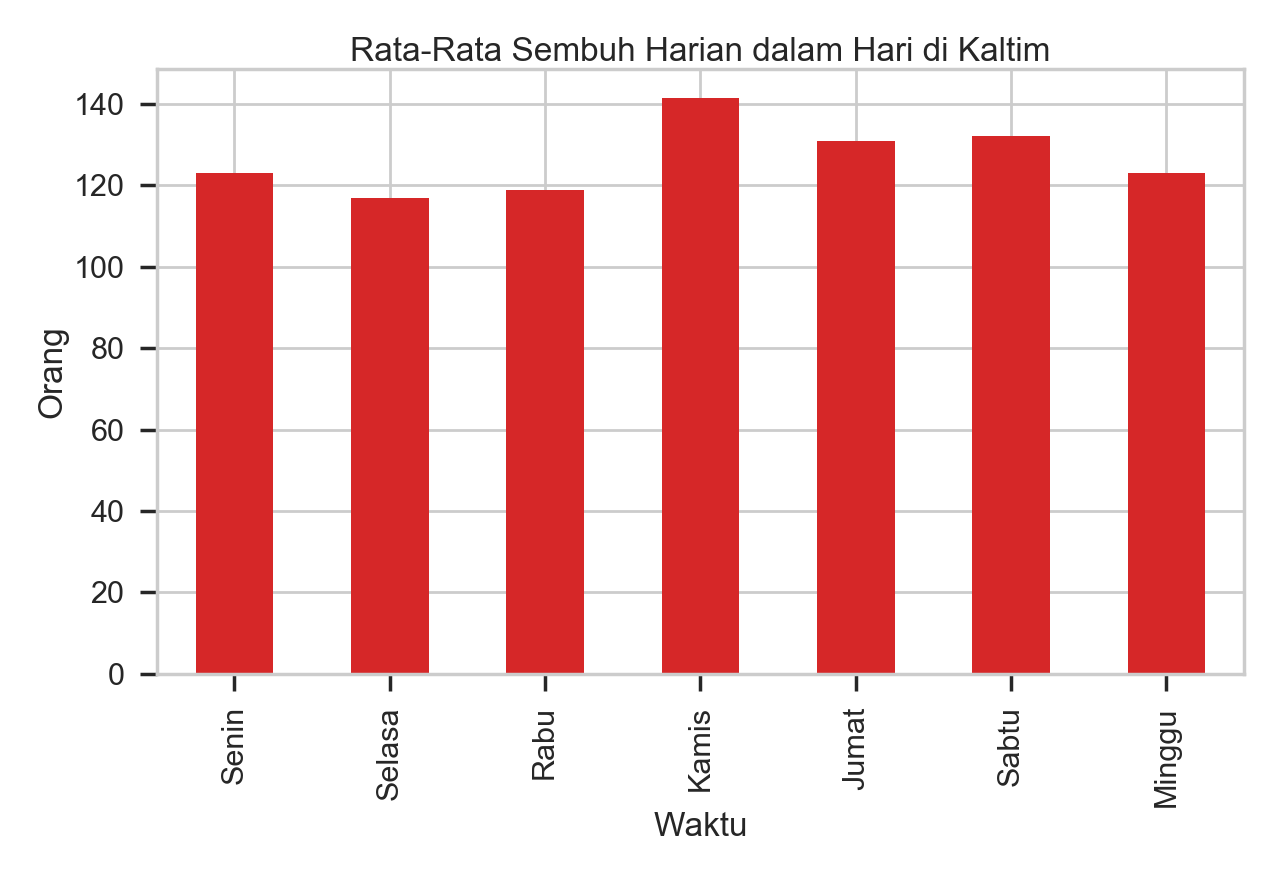 Rata-Rata Sembuh Harian dalam Hari di Kaltim
140
120
100
80
60
40
20
0
Orang
Senin
Selasa
Rabu
Kamis
Jumat
Sabtu
Minggu
Waktu